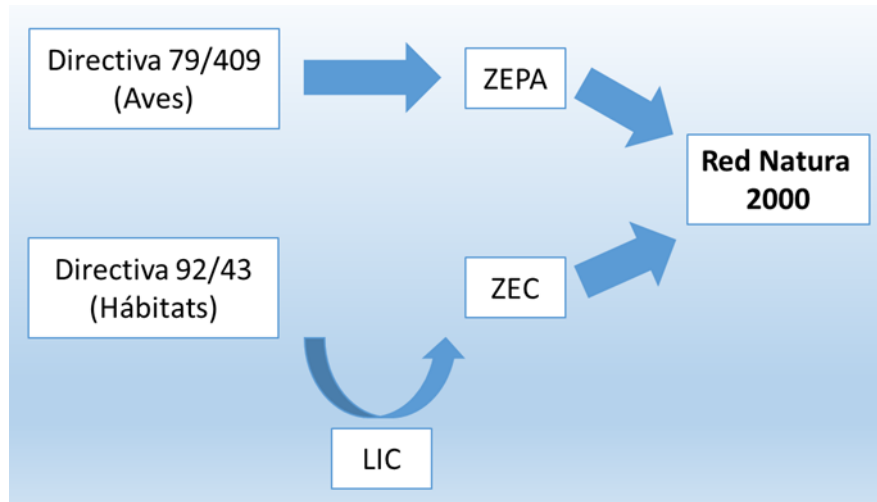 Directiva 79/409
(Aves)
ZEPA
Red Natura
2000
Directiva 92/43
(Hábitats)
ZEC
LIC